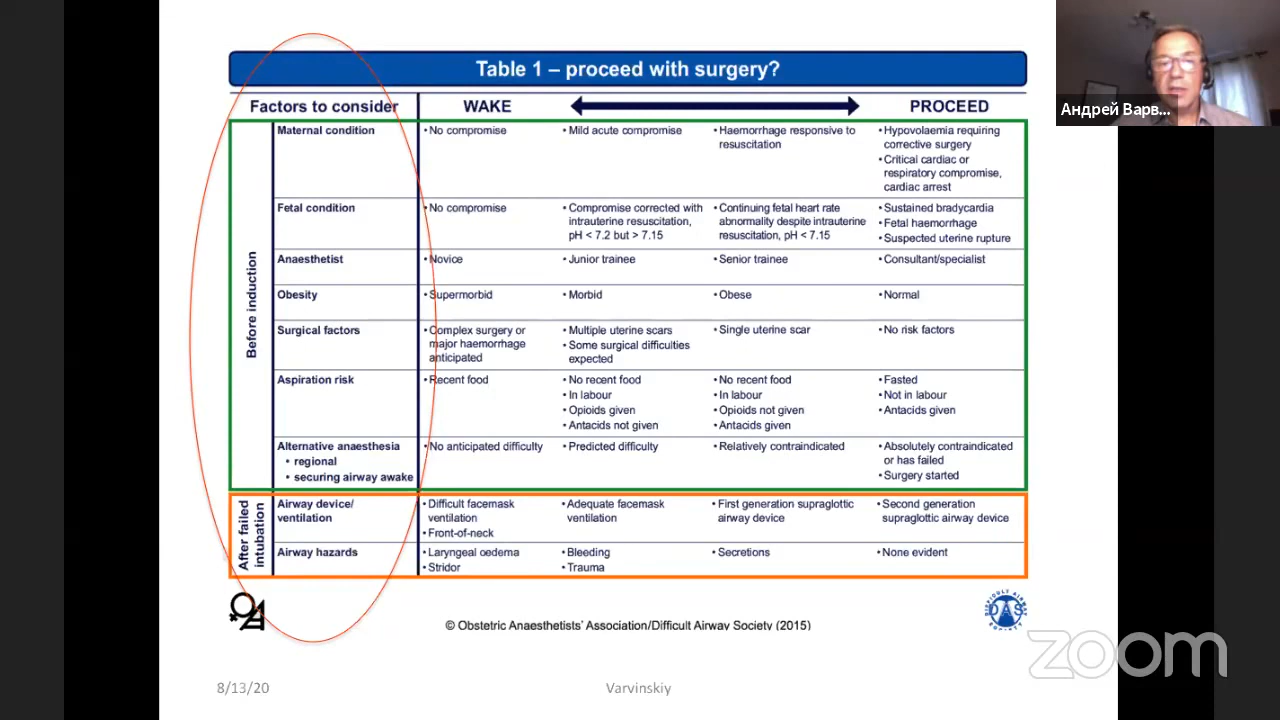 Table 1 – proceed with surgery?
Factors to consider
WAKE
PROCEED
Before induction
Maternal condition
• No compromise
• Mild acute compromise
• Haemorrhage responsive to
resuscitation
• Hypovolaemia requiring
corrective surgery
• Critical cardiac or
respiratory compromise,
cardiac arrest
Fetal condition
• No compromise
• Compromise corrected with
intrauterine resuscitation,
pH < 7.2 but > 7.15
• Continuing fetal heart rate
abnormality despite intrauterine
resuscitation, pH < 7.15
• Sustained bradycardia
• Fetal haemorrhage
• Suspected uterine rupture
Anaesthetist
• Novice
• Junior trainee
• Senior trainee
• Consultant/specialist
Obesity
• Supermorbid
• Morbid
• Obese
• Normal
Surgical factors
• Complex surgery or
major haemorrhage
anticipated
• Multiple uterine scars
• Some surgical difficulties
expected
• Single uterine scar
• No risk factors
Aspiration risk
• Recent food
• No recent food
• In labour
• Opioids given
• Antacids not given
• No recent food
• In labour
• Opioids not given
• Antacids given
• Fasted
• Not in labour
• Antacids given
Alternative anaesthesia
• regional
• securing airway awake
• No anticipated difficulty
• Predicted difficulty
• Relatively contraindicated
• Absolutely contraindicated
or has failed
• Surgery started
After failed
intubation
Airway device/
ventilation
• Difficult facemask
ventilation
• Front-of-neck
• Adequate facemask
ventilation
• First generation supraglottic
airway device
• Second generation
supraglottic airway device
Airway hazards
• Laryngeal oedema
• Stridor
• Bleeding
• Trauma
• Secretions
• None evident
© Obstetric Anaesthetists' Association/Difficult Airway Society (2015)
DIFFICULT AIRWAY
DAS
SOCIETY
8/13/20
Varvinskiy
Андрей Варв...
zoom